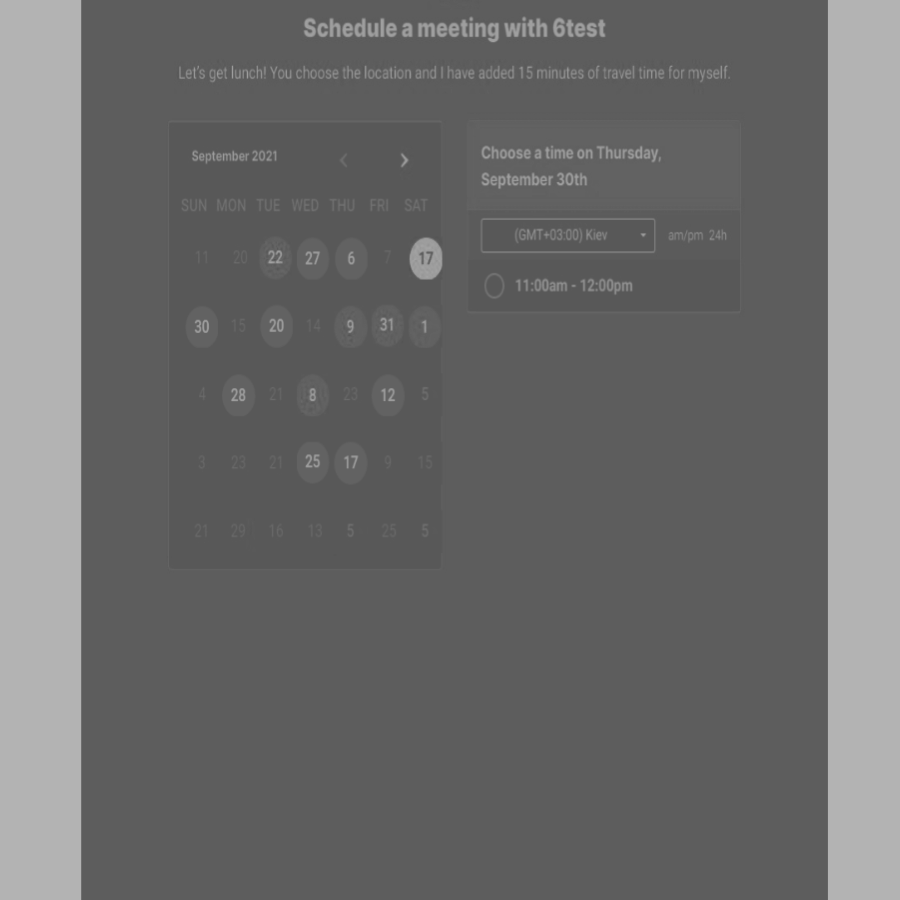 Schedule a meeting with 6test
Let's get lunch! You choose the location and I have added 15 minutes of travel time for myself.
September 2021
SUN MON TUE WED THU FRI SAT
11 20 22 27 6 7 17
30 15 20 14 9 31 1
4 28 21 8 23 12 5
3 23 21 25 17 9 15
21 29 16 13 5 25 5
Choose a time on Thursday,
September 30th
(GMT+03:00) Kiev am/pm 24h
11:00am - 12:00pm